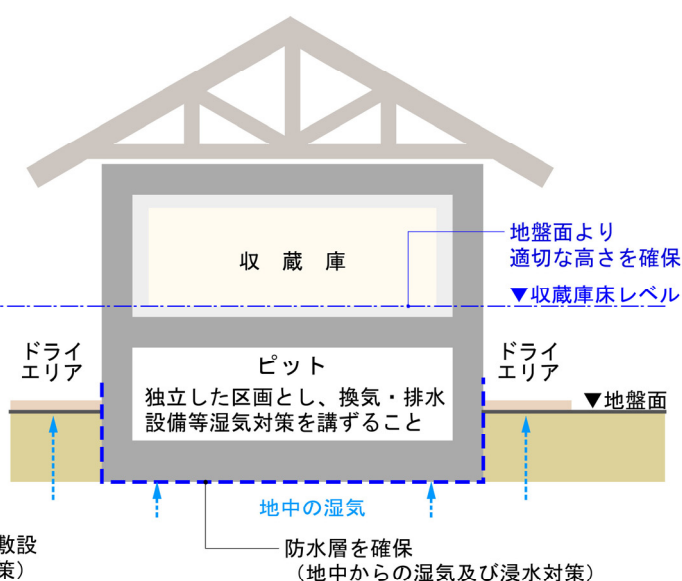 地盤面より
適切な高さを確保
収 蔵 庫
▼収蔵庫床レベル
ドライ
エリア
ピット
独立した区画とし、換気・排水
設備等湿気対策を講ずること
ドライ
エリア
▼地盤面
地中の湿気
敷設
策）
防水層を確保
（地中からの湿気及び浸水対策）